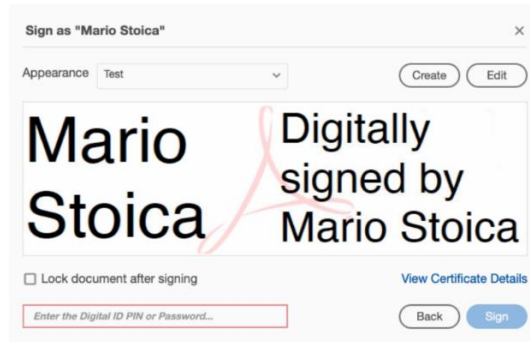 Sign as "Mario Stoica"
×
Appearance Test Create Edit
Mario
Stoica
Digitally
signed by
Mario Stoica
Lock document after signing View Certificate Details
Enter the Digital ID PIN or Password... Back Sign